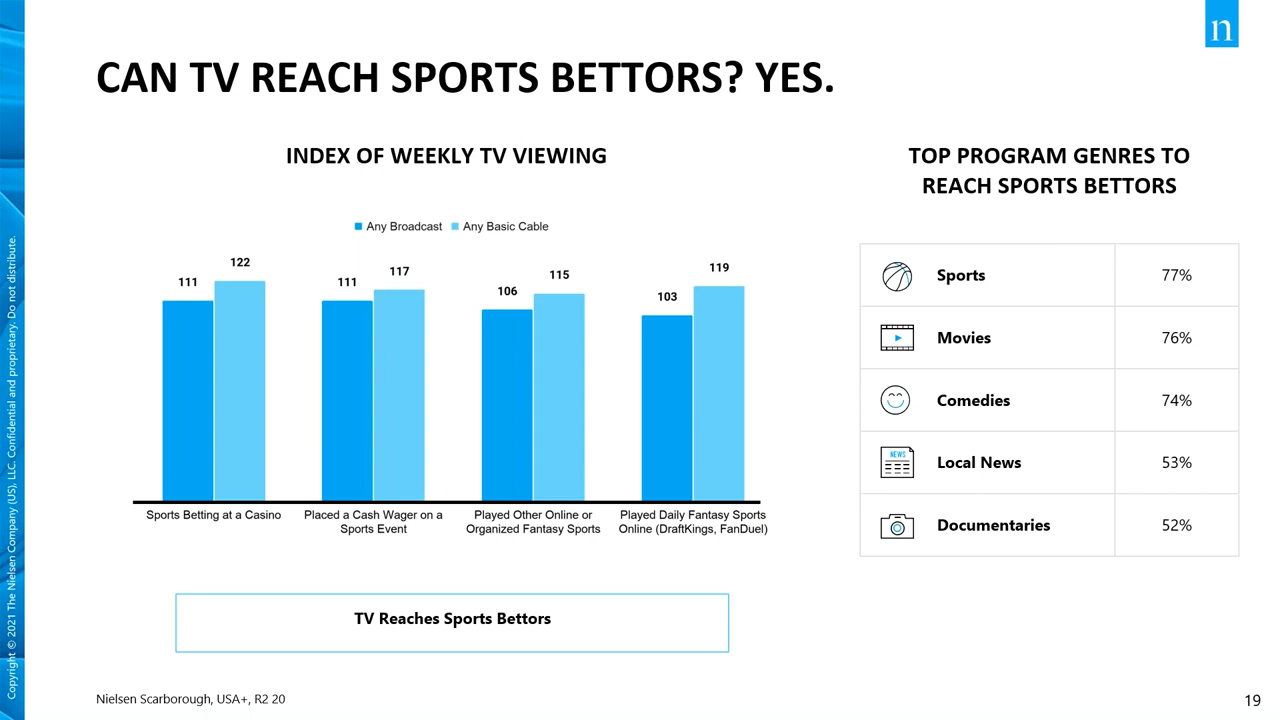 n
CAN TV REACH SPORTS BETTORS? YES.
INDEX OF WEEKLY TV VIEWING
Any Broadcast Any Basic Cable
111
122
111
117
106
115
103
119
Sports Betting at a Casino
Placed a Cash Wager on a
Sports Event
Played Other Online or
Organized Fantasy Sports
Played Daily Fantasy Sports
Online (DraftKings, FanDuel)
TV Reaches Sports Bettors
TOP PROGRAM GENRES TO
REACH SPORTS BETTORS
Sports 77%
Movies 76%
Comedies 74%
NEWS
Local News 53%
Documentaries 52%
Nielsen Scarborough, USA+, R2 20
19
Copyright © 2021 The Nielsen Company (US), LLC. Confidential and proprietary. Do not distribute.